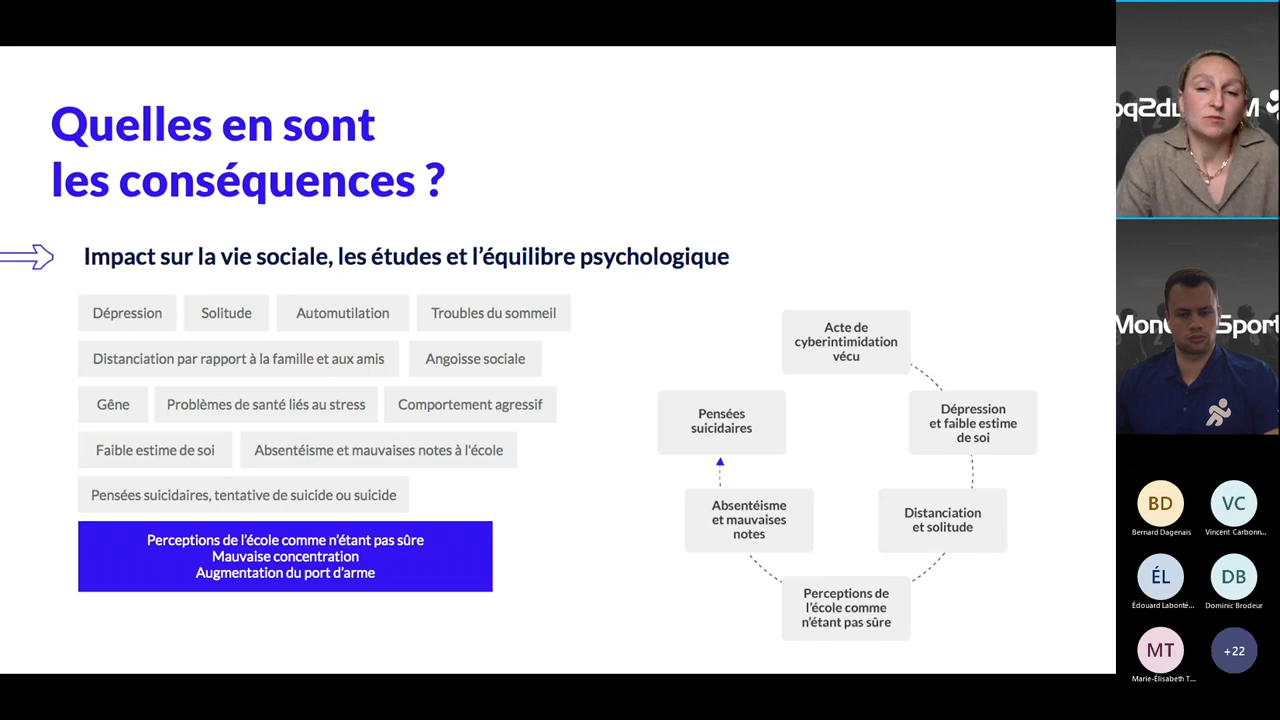 Quelles en sont
les conséquences ?
Impact sur la vie sociale, les études et l'équilibre psychologique
Dépression
Solitude
Automutilation
Troubles du sommeil
Distanciation par rapport à la famille et aux amis
Angoisse sociale
Gêne
Problèmes de santé liés au stress
Comportement agressif
Faible estime de soi
Absentéisme et mauvaises notes à l'école
Pensées suicidaires, tentative de suicide ou suicide
Perceptions de l'école comme n'étant pas sûre
Mauvaise concentration
Augmentation du port d'arme
Acte de
cyberintimidation
vécu
Dépression
et faible estime
de soi
Distanciation
et solitude
Perceptions de
l'école comme
n'étant pas sûre
Absentéisme
et mauvaises
notes
Pensées
suicidaires
Sport
BD
Bernard Dagenais
VC
Vincent Carbonn...
ÉL
Édouard Labonté...
DB
Dominic Brodeur
MT
Marie-Élisabeth T...
+22